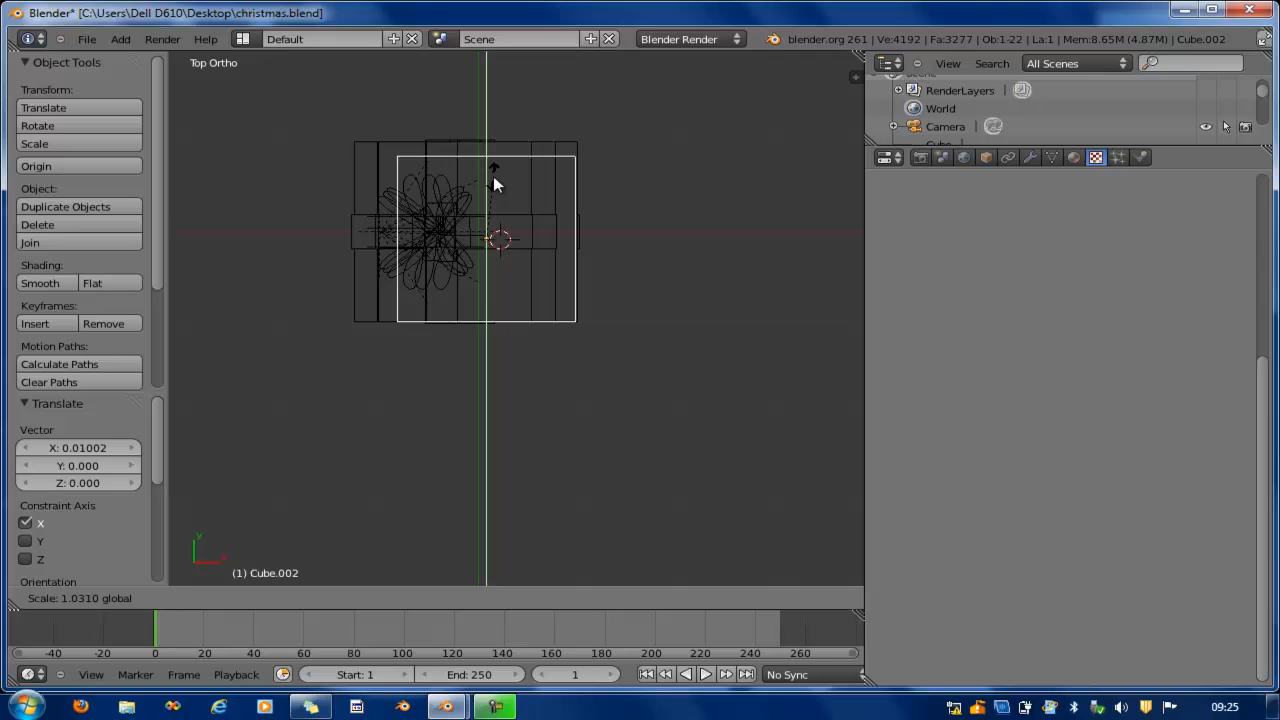 Blender* [C:\Users\Dell D610\Desktop\christmas.blend]
File Add Render Help Default Scene Blender Render blender.org 261 | Ve:4192 | Fa:3277 | Ob:1-22 | La:1 | Mem:8.65M (4.87M) | Cube.002
Object Tools
Top Ortho
View Search All Scenes
Transform:
Translate
Rotate
Scale
Origin
Object:
Duplicate Objects
Delete
Join
Shading:
Smooth Flat
Keyframes:
Insert Remove
Motion Paths:
Calculate Paths
Clear Paths
Translate
Vector
X: 0.01002
Y: 0.000
Z: 0.000
Constraint Axis
X
Y
Z
Orientation
RenderLayers
World
Camera
y
x
(1) Cube.002
Scale: 1.0310 global
-40 -20 0 20 40 60 80 100 120 140 160 180 200 220 240 260
View Marker Frame Playback Start: 1 End: 250 1 No Sync
09:25